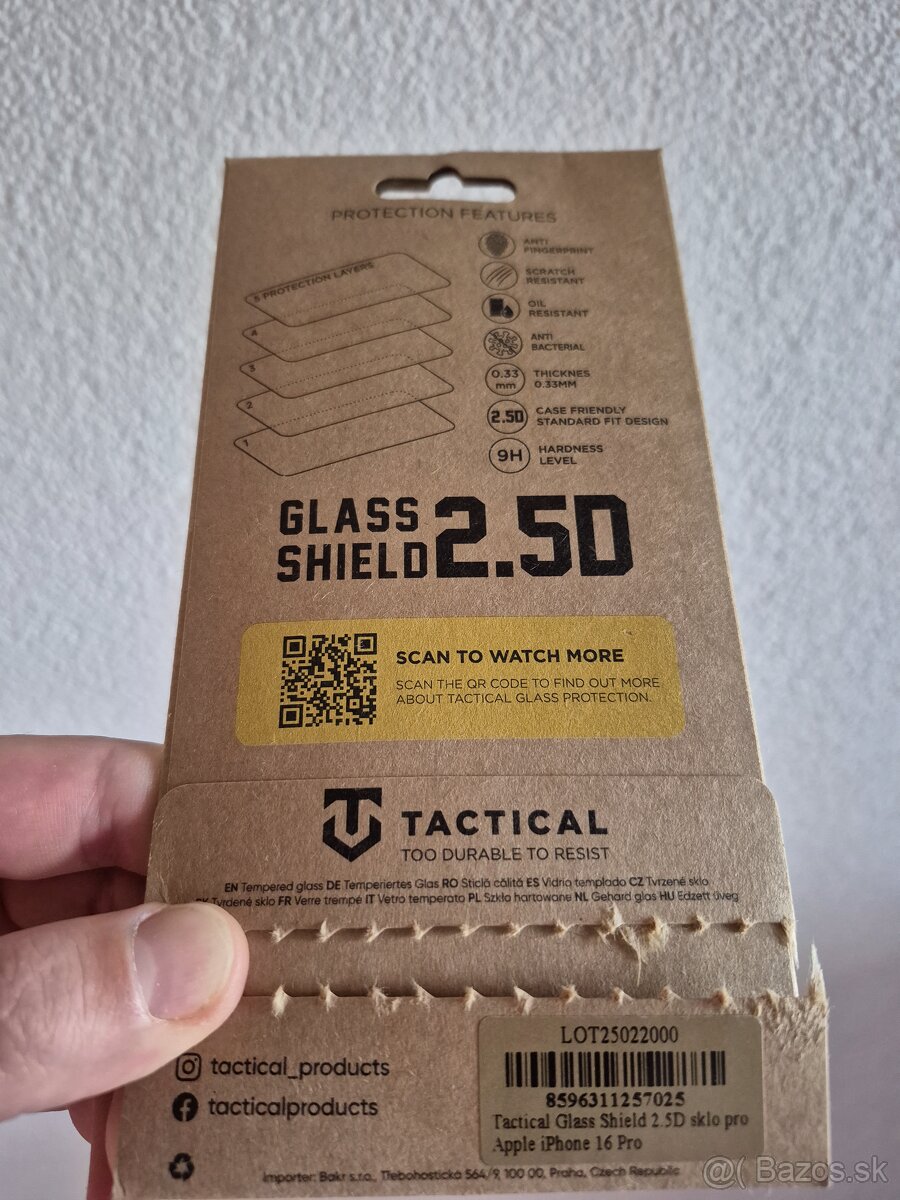 PROTECTION FEATURES
5 PROTECTION LAYERS
4
3
2
1
ANTI
FINGERPRINT
SCRATCH
RESISTANT
OIL
RESISTANT
ANTI
BACTERIAL
0.33
mm
THICKNES
0.33MM
2.5D
CASE FRIENDLY
STANDARD FIT DESIGN
9H
HARDNESS
LEVEL
GLASS
SHIELD
2.5D
SCAN TO WATCH MORE
SCAN THE QR CODE TO FIND OUT MORE
ABOUT TACTICAL GLASS PROTECTION.
TACTICAL
TOO DURABLE TO RESIST
EN Tempered glass DE Temperiertes Glas RO Sticlă călită ES Vidrio templado CZ Tvrzené sklo
Tvrdené sklo FR Verre trempé IT Vetro temperato PL Szkło hartowane NL Gehard glas HU Edzett üveg
tactical_products
tacticalproducts
LOT25022000
8596311257025
Tactical Glass Shield 2.5D sklo pro
Apple iPhone 16 Pro
Importer: Bakr s.r.o., Třebohostická 564/9, 100 00, Praha, Czech Republic
@( Bazos.sk